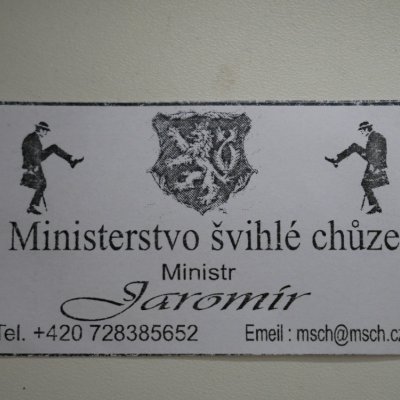 Ministerstvo švihlé chůze
Ministr
Jaromír
Tel. +420 728385652 Emeil : msch@msch.cz